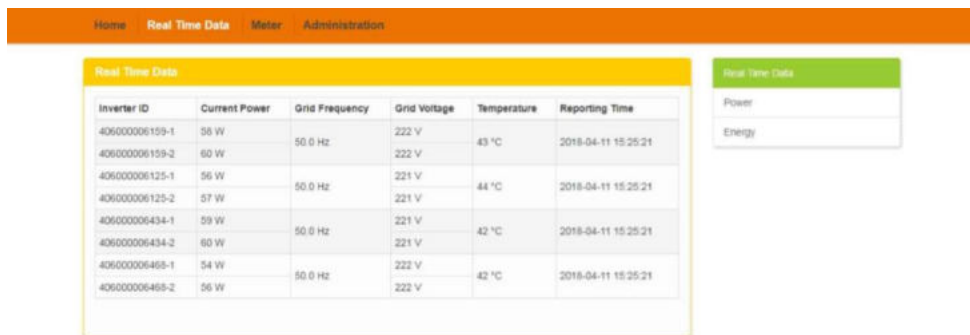 Home Real Time Data Meter Administration
Real Time Data
Inverter ID Current Power Grid Frequency Grid Voltage Temperature Reporting Time
406000006159-1 58 W 50.0 Hz 222 V 43 °C 2018-04-11 15:25:21
406000006159-2 60 W 222 V
406000006125-1 56 W 50.0 Hz 221 V 44 °C 2018-04-11 15:25:21
406000006125-2 57 W 221 V
406000006434-1 59 W 50.0 Hz 221 V 42 °C 2018-04-11 15:25:21
406000006434-2 60 W 221 V
406000006468-1 54 W 50.0 Hz 222 V 42 °C 2018-04-11 15:25:21
406000006468-2 56 W 222 V
Real Time Data
Power
Energy